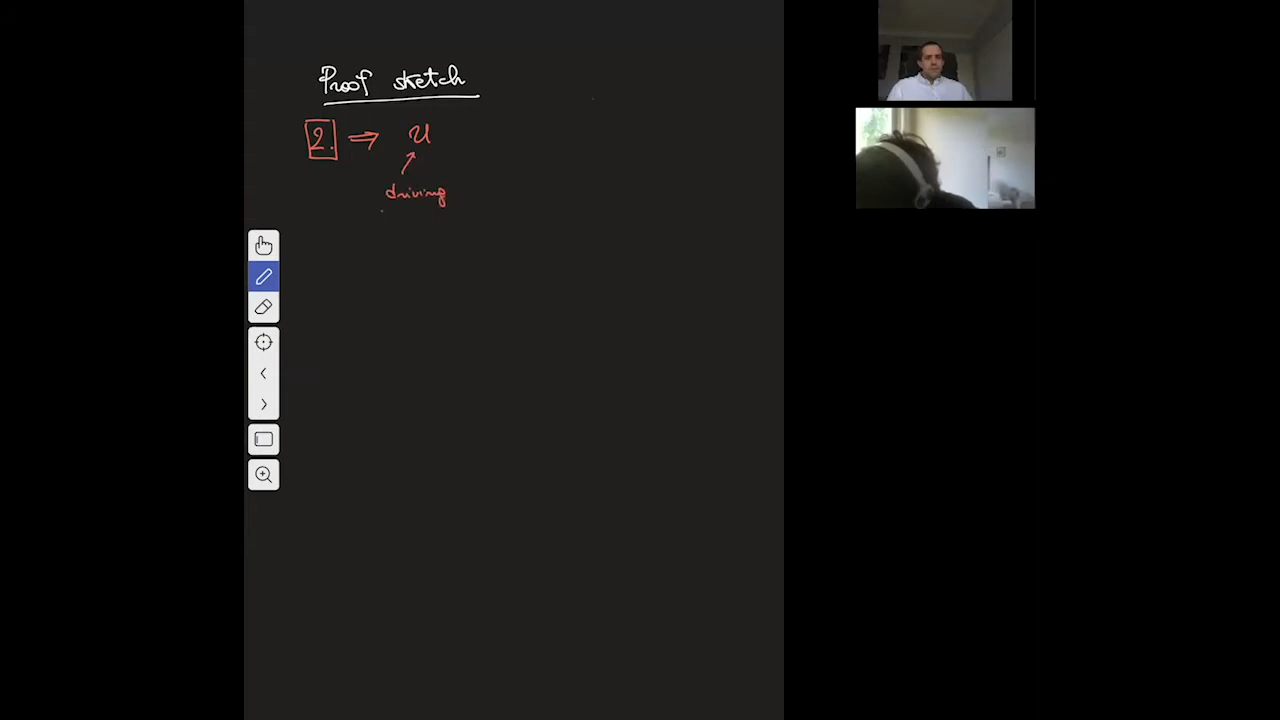 Proof sketch
2. ⇒ u
↑
driving